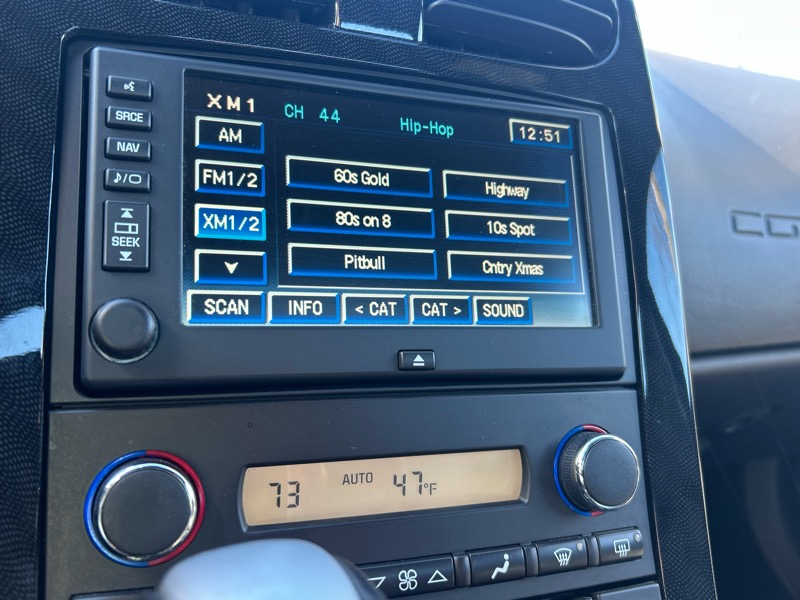 XM1 CH 44 Hip-Hop 12:51
SRCE
NAV
SEEK
AM
FM1/2
XM1/2
60s Gold Highway
80s on 8 10s Spot
Pitbull Cntry Xmas
SCAN INFO < CAT CAT > SOUND
73 AUTO 47°F